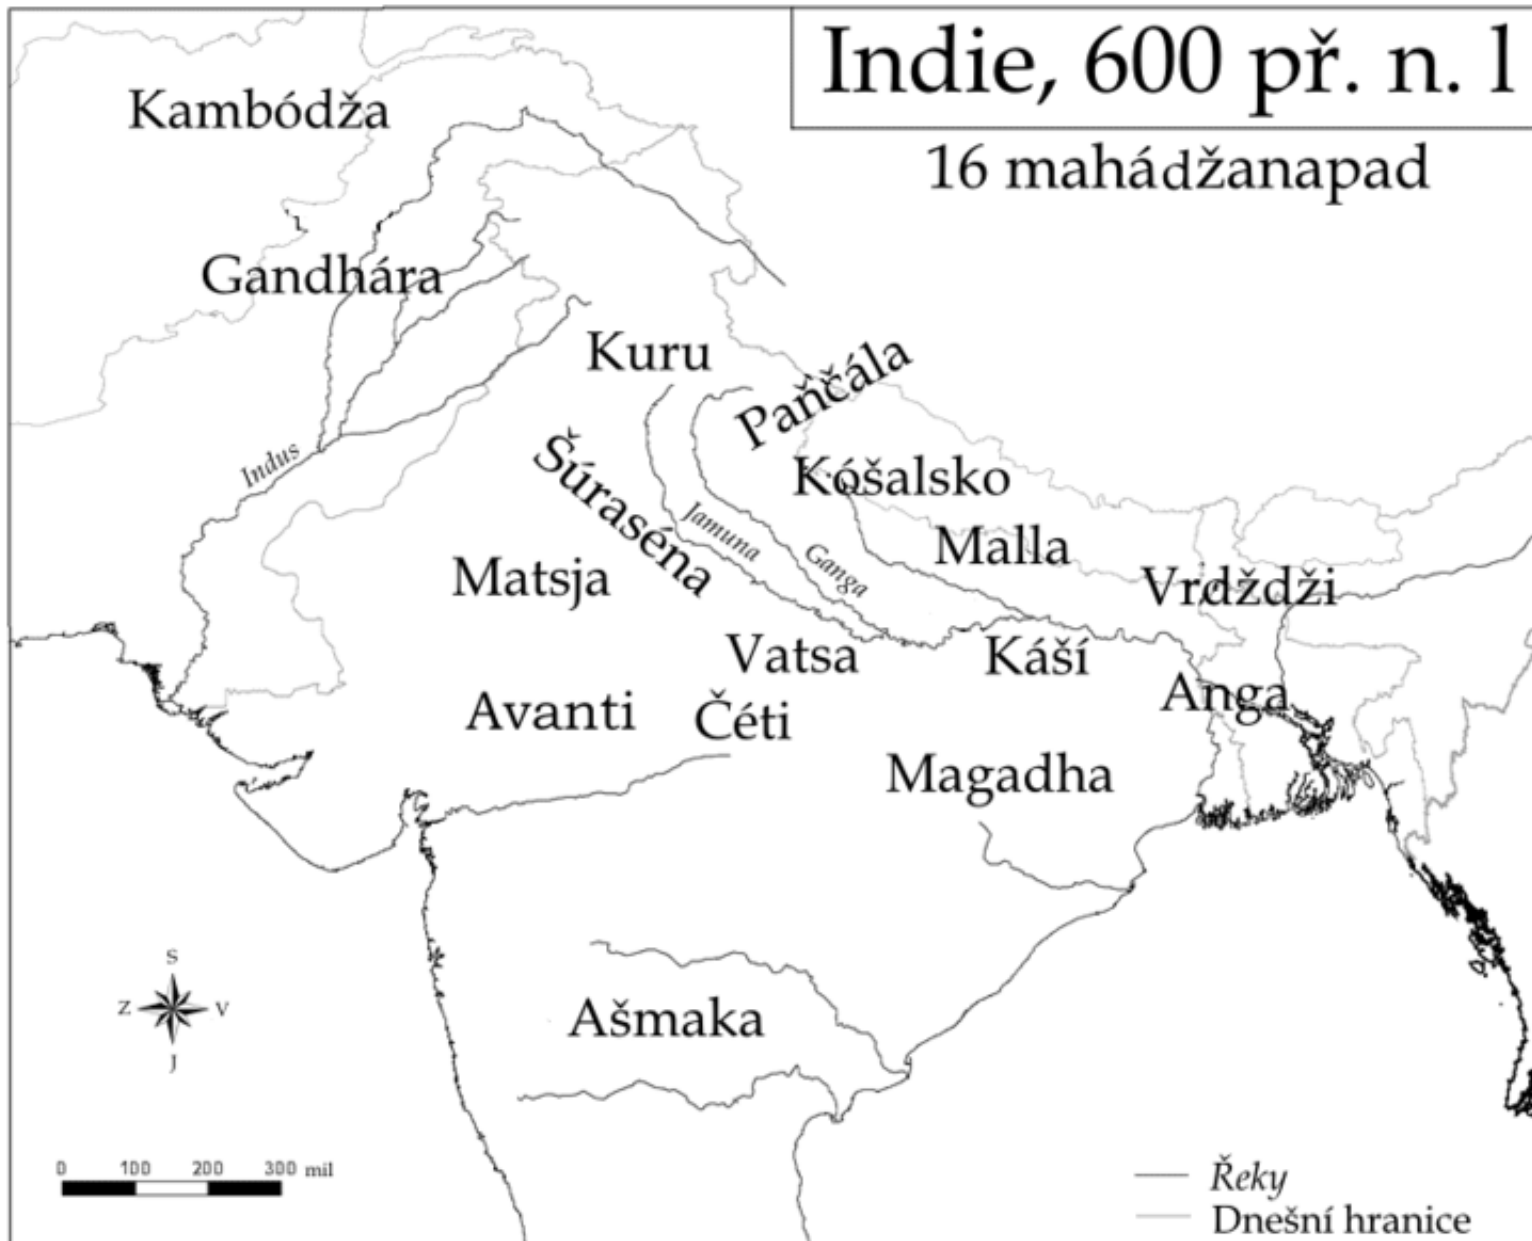 Indie, 600 př. n. l
16 mahádžanapad
Kambódža
Gandhára
Kuru
Paňčála
Indus
Šúraséna
Kóšalsko
Jamuna
Ganga
Malla
Matsja
Vrdždži
Vatsa
Káší
Anga
Avanti
Čéti
Magadha
S
Z
V
J
Ašmaka
0 100 200 300 mil
Řeky
Dnešní hranice